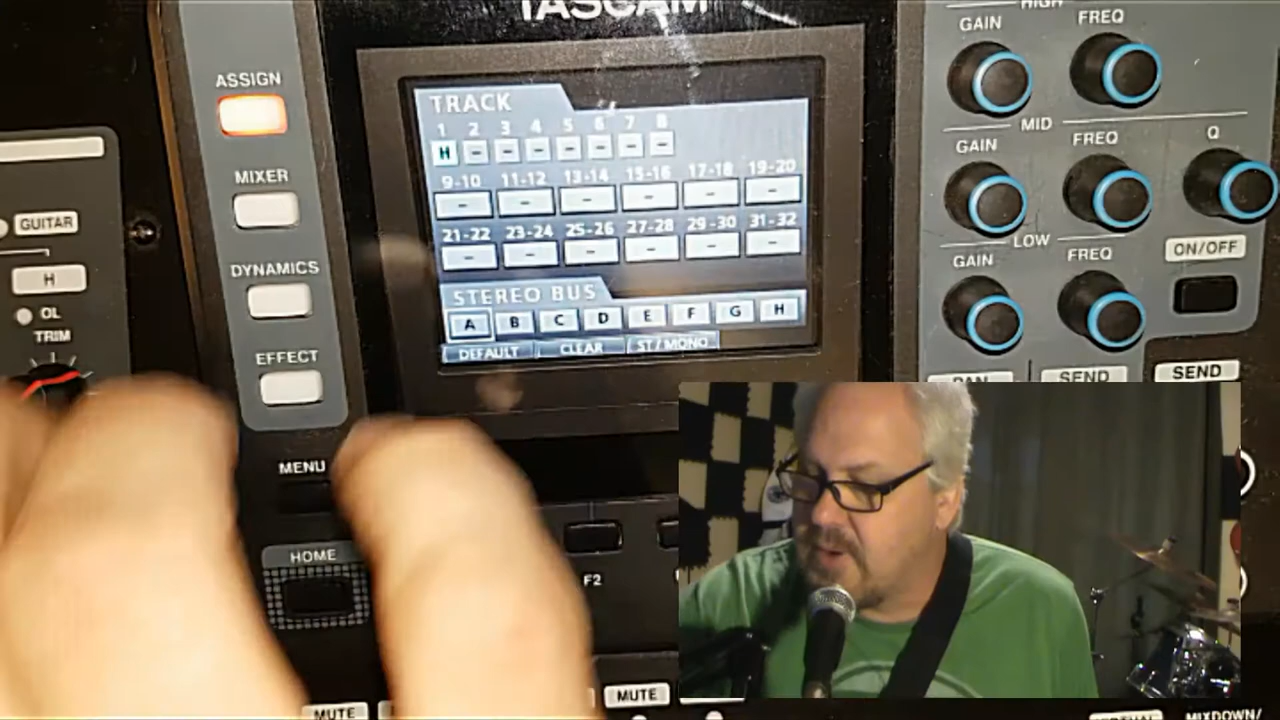 TASCAM
HIGH
GAIN FREQ
ASSIGN
TRACK
1 2 3 4 5 6 7 8
H - - - - - - -
MID
GAIN FREQ Q
MIXER
9-10 11-12 13-14 15-16 17-18 19-20
- - - - - -
GUITAR
21-22 23-24 25-26 27-28 29-30 31-32
- - - - - -
LOW
GAIN FREQ
ON/OFF
DYNAMICS
H
STEREO BUS
A B C D E F G H
OL
TRIM
DEFAULT CLEAR ST/MONO
EFFECT
PAN SEND SEND
MENU
HOME
F2
MUTE MUTE
MIXDOWN/